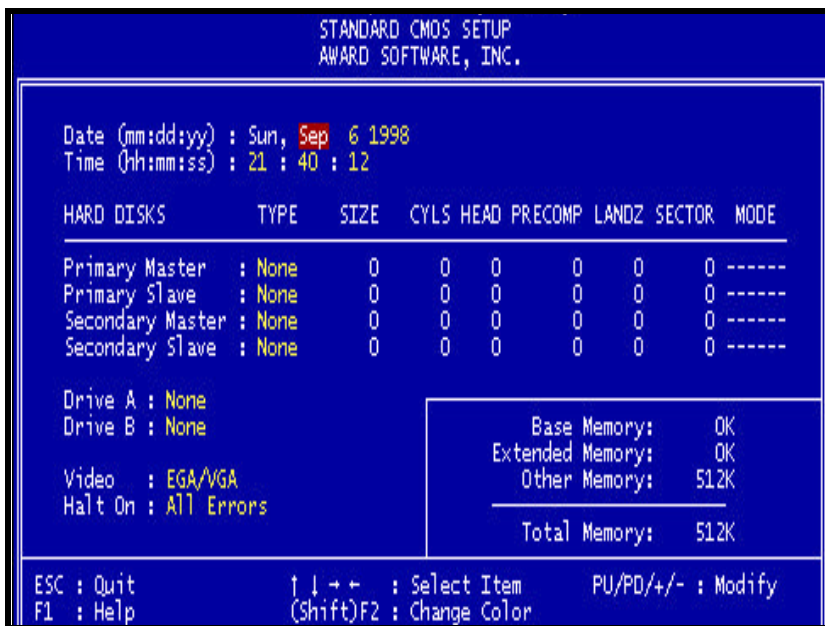 STANDARD CMOS SETUP
AWARD SOFTWARE, INC.
Date (mm:dd:yy) : Sun, Sep 6 1998
Time (hh:mm:ss) : 21 : 40 : 12
HARD DISKS TYPE SIZE CYLS HEAD PRECOMP LANDZ SECTOR MODE
Primary Master : None 0 0 0 0 0 0 ------
Primary Slave : None 0 0 0 0 0 0 ------
Secondary Master : None 0 0 0 0 0 0 ------
Secondary Slave : None 0 0 0 0 0 0 ------
Drive A : None
Drive B : None
Video : EGA/VGA
Halt On : All Errors
Base Memory: 0K
Extended Memory: 0K
Other Memory: 512K
Total Memory: 512K
ESC : Quit ↑ ↓ → ← : Select Item PU/PD/+/- : Modify
F1 : Help (Shift)F2 : Change Color